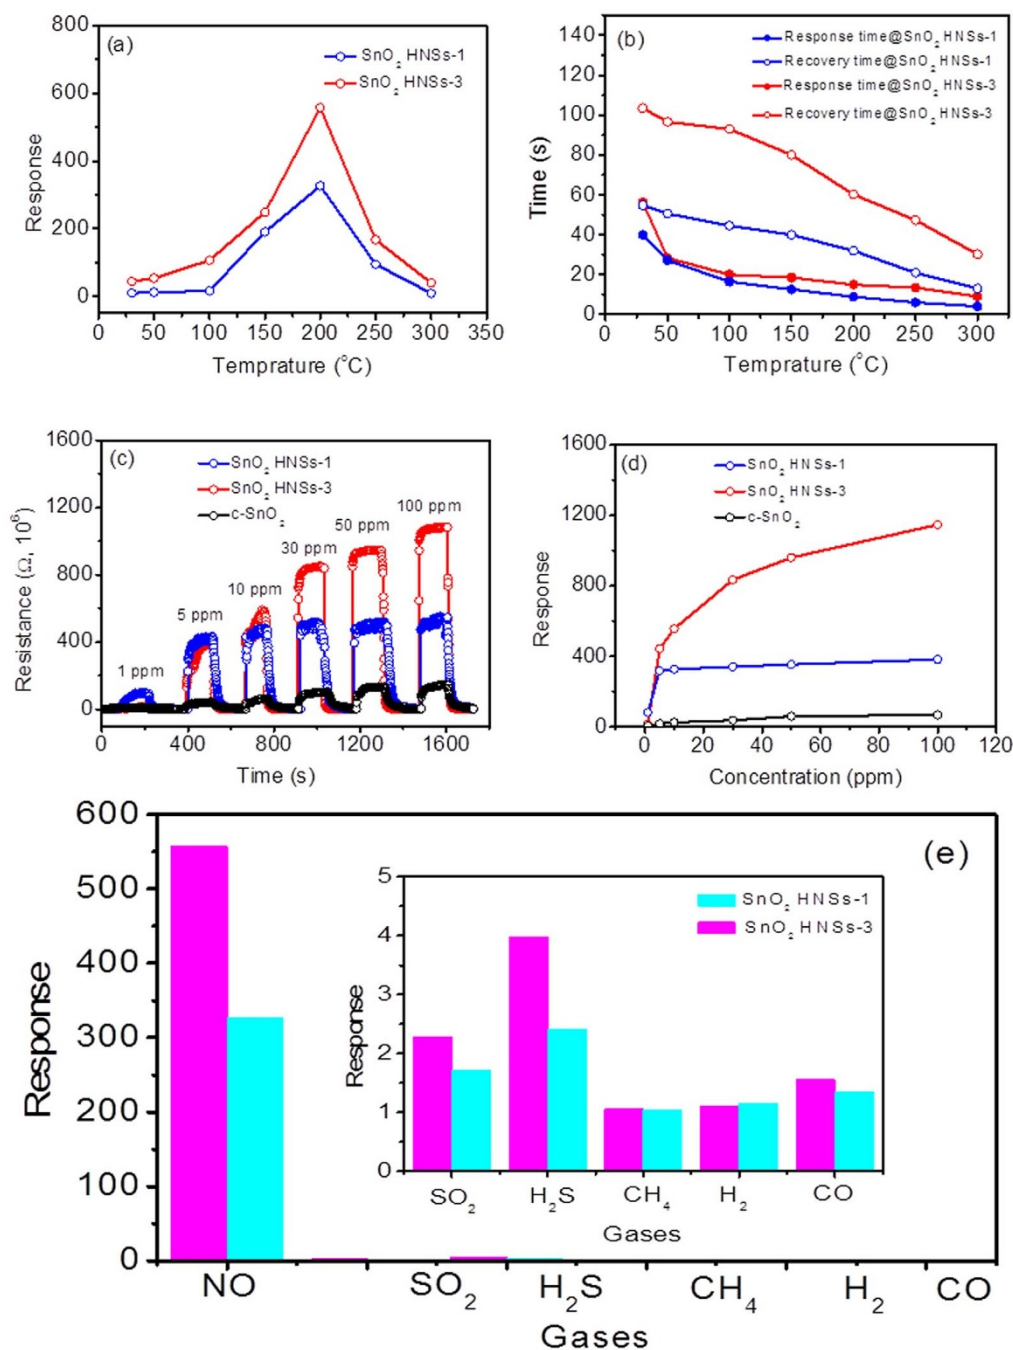 (a)
SnO₂ HNSs-1
SnO₂ HNSs-3
Response
800
600
400
200
0
0 50 100 150 200 250 300 350
Temprature (°C)
(b)
Response time@SnO₂ HNSs-1
Recovery time@SnO₂ HNSs-1
Response time@SnO₂ HNSs-3
Recovery time@SnO₂ HNSs-3
Time (s)
140
120
100
80
60
40
20
0
0 50 100 150 200 250 300
Temprature (°C)
(c)
SnO₂ HNSs-1
SnO₂ HNSs-3
c-SnO₂
1 ppm
5 ppm
10 ppm
30 ppm
50 ppm
100 ppm
Resistance (Ω, 10⁶)
1600
1200
800
400
0
0 400 800 1200 1600
Time (s)
(d)
SnO₂ HNSs-1
SnO₂ HNSs-3
c-SnO₂
Response
1600
1200
800
400
0
0 20 40 60 80 100 120
Concentration (ppm)
(e)
Response
600
500
400
300
200
100
0
NO SO₂ H₂S CH₄ H₂ CO
Gases
SnO₂ HNSs-1
SnO₂ HNSs-3
Response
5
4
3
2
1
0
SO₂ H₂S CH₄ H₂ CO
Gases